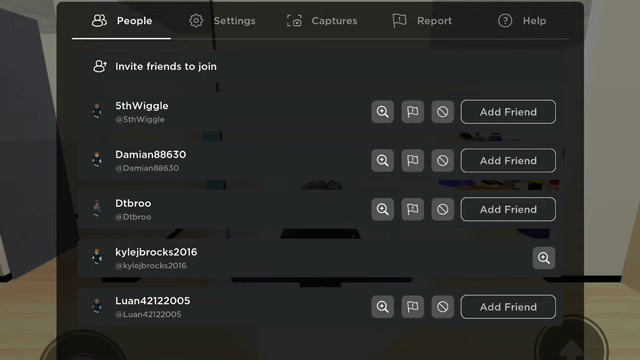 People
Settings
Captures
Report
Help
Invite friends to join
5thWiggle
@5thWiggle
Add Friend
Damian88630
@Damian88630
Add Friend
Dtbroo
@Dtbroo
Add Friend
kylejbrocks2016
@kylejbrocks2016
Luan42122005
@Luan42122005
Add Friend